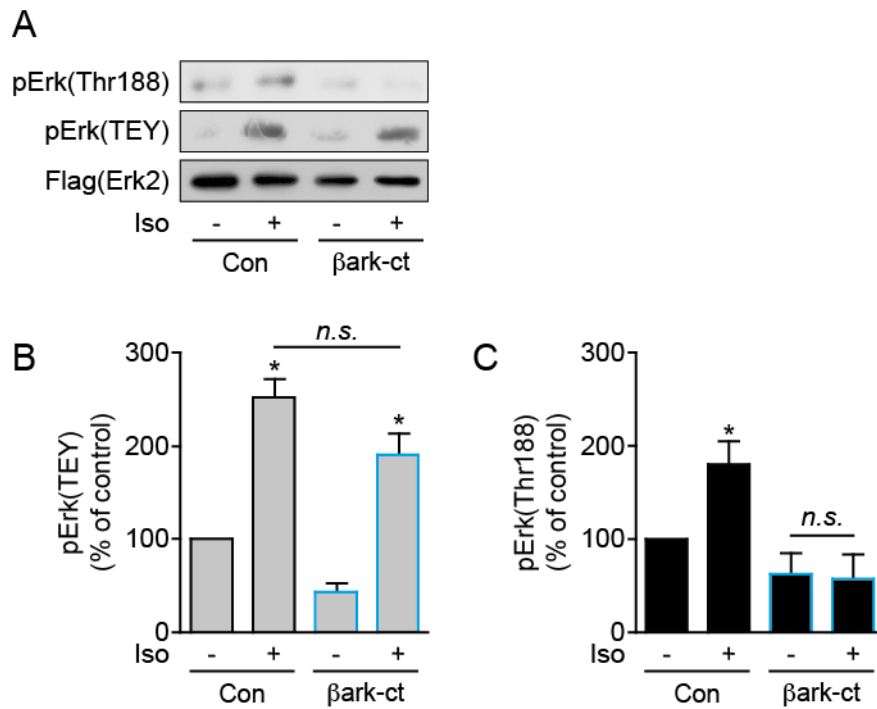 A
pErk(Thr188)
pErk(TEY)
Flag(Erk2)
Iso - + - +
Con βark-ct
B
n.s.
300
200
100
0
pErk(TEY)
(% of control)
* *
Iso - + - +
Con βark-ct
C
300
200
100
0
pErk(Thr188)
(% of control)
*
n.s.
Iso - + - +
Con βark-ct